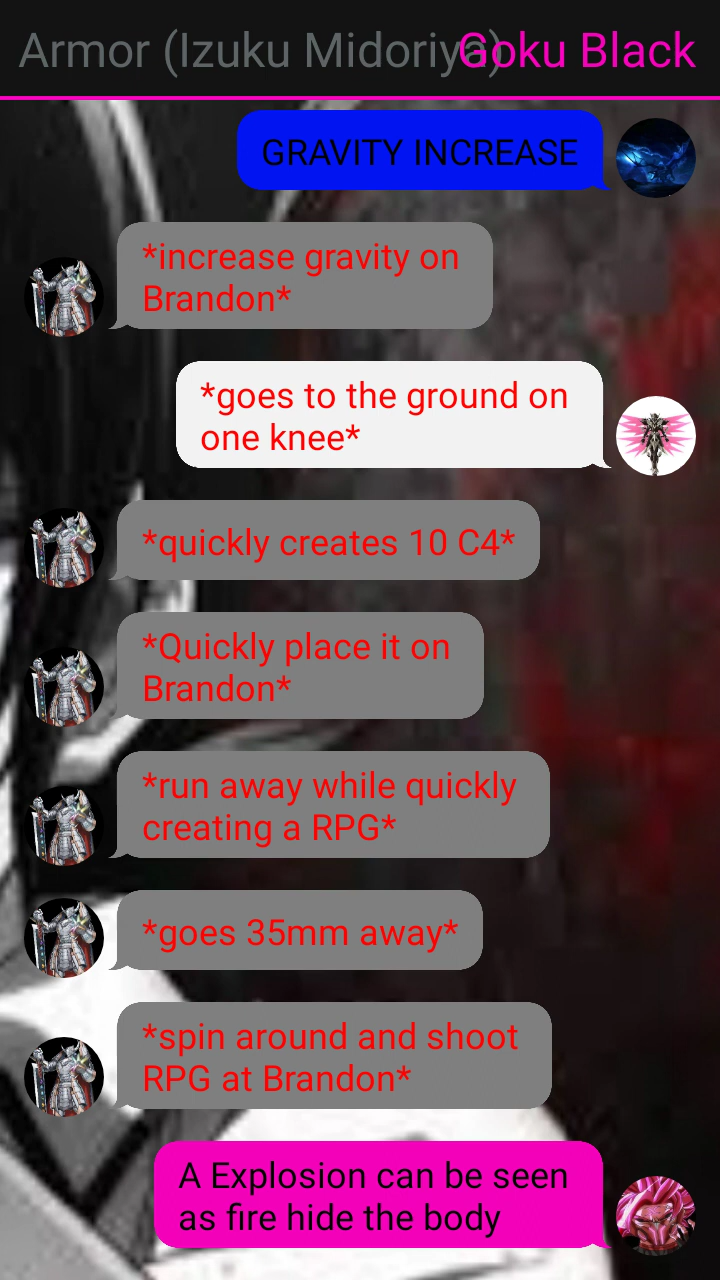 Armor (Izuku Midoriya)
Goku Black
GRAVITY INCREASE
*increase gravity on
Brandon*
*goes to the ground on
one knee*
*quickly creates 10 C4*
*Quickly place it on
Brandon*
*run away while quickly
creating a RPG*
*goes 35mm away*
*spin around and shoot
RPG at Brandon*
A Explosion can be seen
as fire hide the body